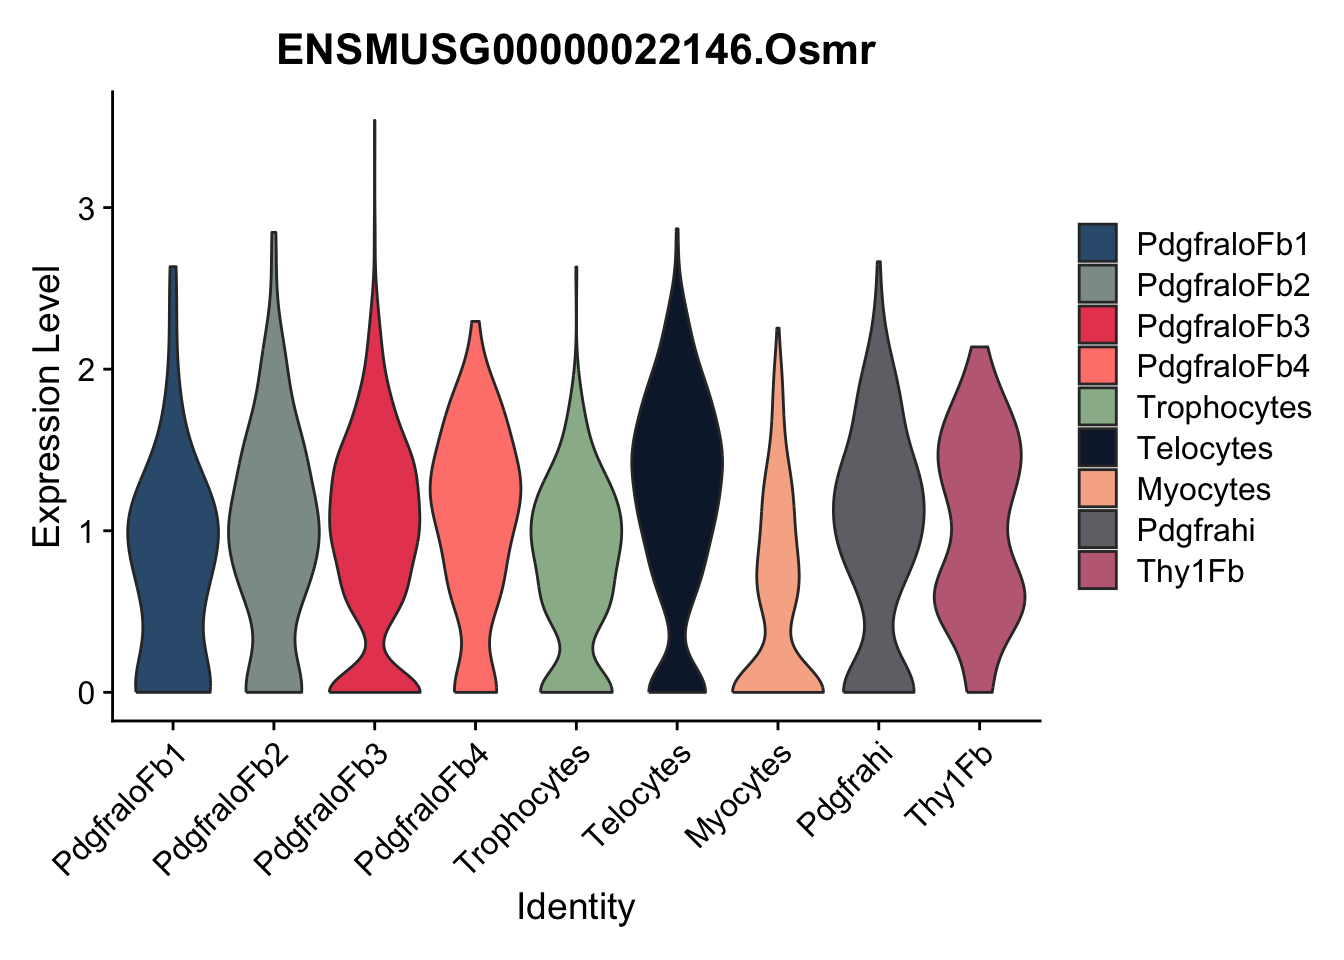 ENSMUSG00000022146.Osmr
Expression Level
3
2
1
0
PdgfraloFb1
PdgfraloFb2
PdgfraloFb3
PdgfraloFb4
Trophocytes
Telocytes
Myocytes
Pdgfrahi
Thy1Fb
Identity
PdgfraloFb1
PdgfraloFb2
PdgfraloFb3
PdgfraloFb4
Trophocytes
Telocytes
Myocytes
Pdgfrahi
Thy1Fb